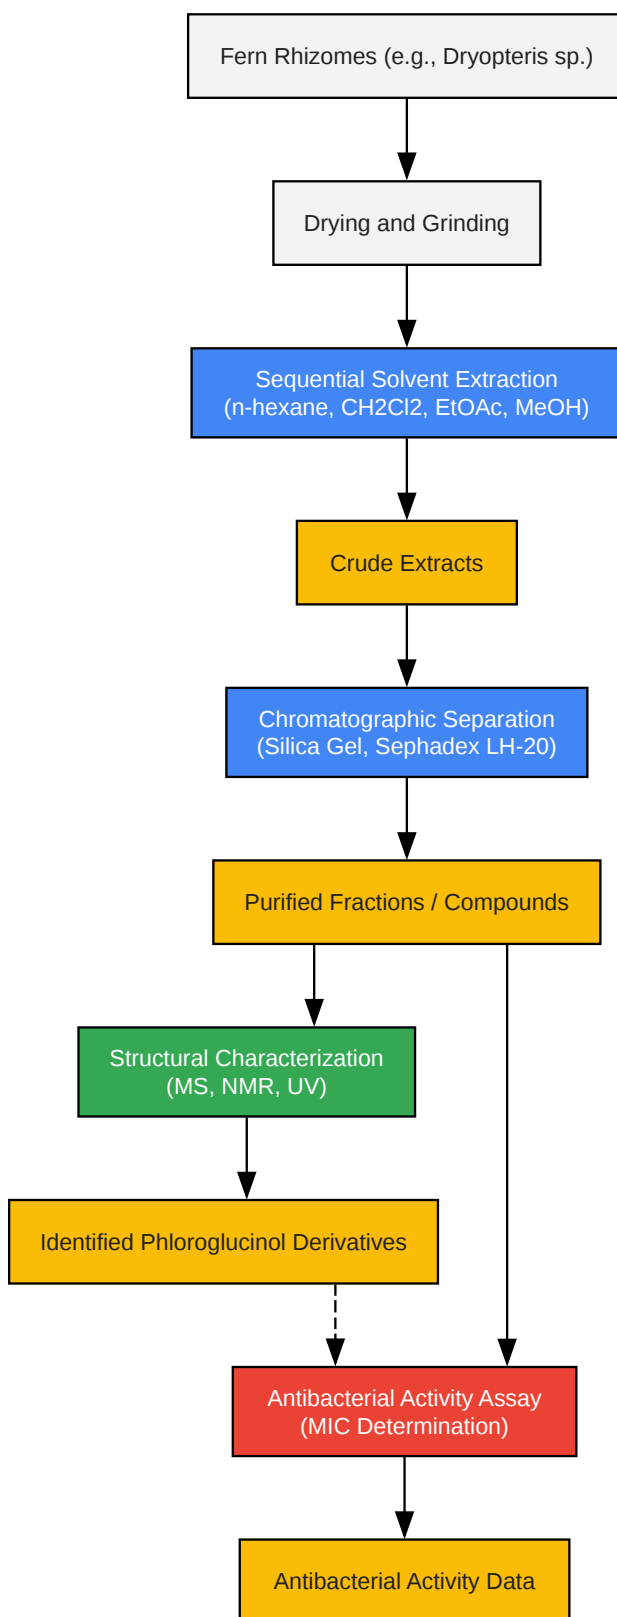 Fern Rhizomes (e.g., Dryopteris sp.)
Drying and Grinding
Sequential Solvent Extraction
(n-hexane, CH2Cl2, EtOAc, MeOH)
Crude Extracts
Chromatographic Separation
(Silica Gel, Sephadex LH-20)
Purified Fractions / Compounds
Structural Characterization
(MS, NMR, UV)
Identified Phloroglucinol Derivatives
Antibacterial Activity Assay
(MIC Determination)
Antibacterial Activity Data